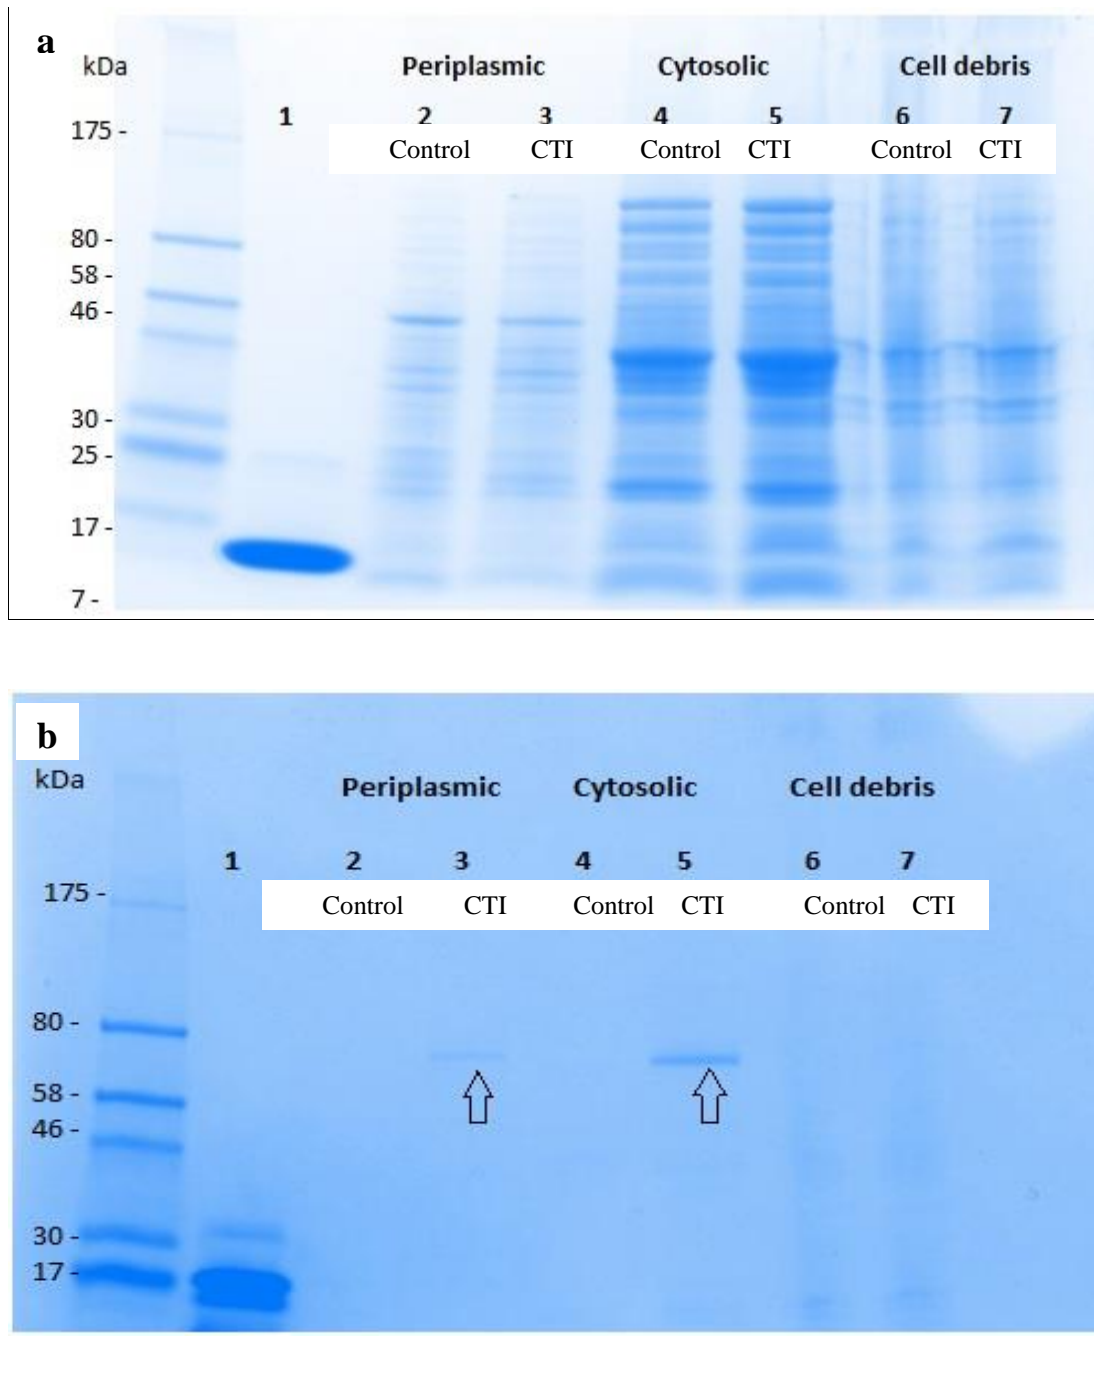 a
kDa
Periplasmic Cytosolic Cell debris
1 2 3 4 5 6 7
Control CTI Control CTI Control CTI
175 -
80 -
58 -
46 -
30 -
25 -
17 -
7 -
b
kDa
Periplasmic Cytosolic Cell debris
1 2 3 4 5 6 7
175 -
Control CTI Control CTI Control CTI
80 -
58 -
46 -
30 -
17 -